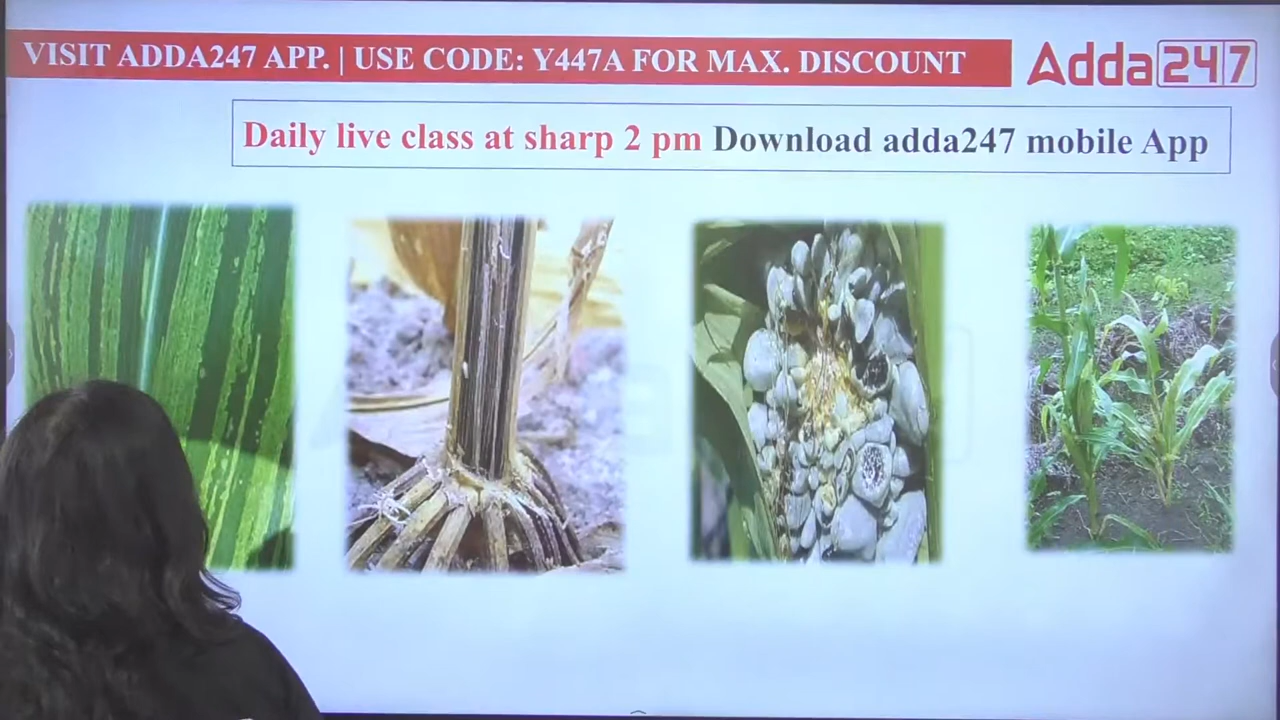 VISIT ADDA247 APP. | USE CODE: Y447A FOR MAX. DISCOUNT
Adda247
Daily live class at sharp 2 pm Download adda247 mobile App